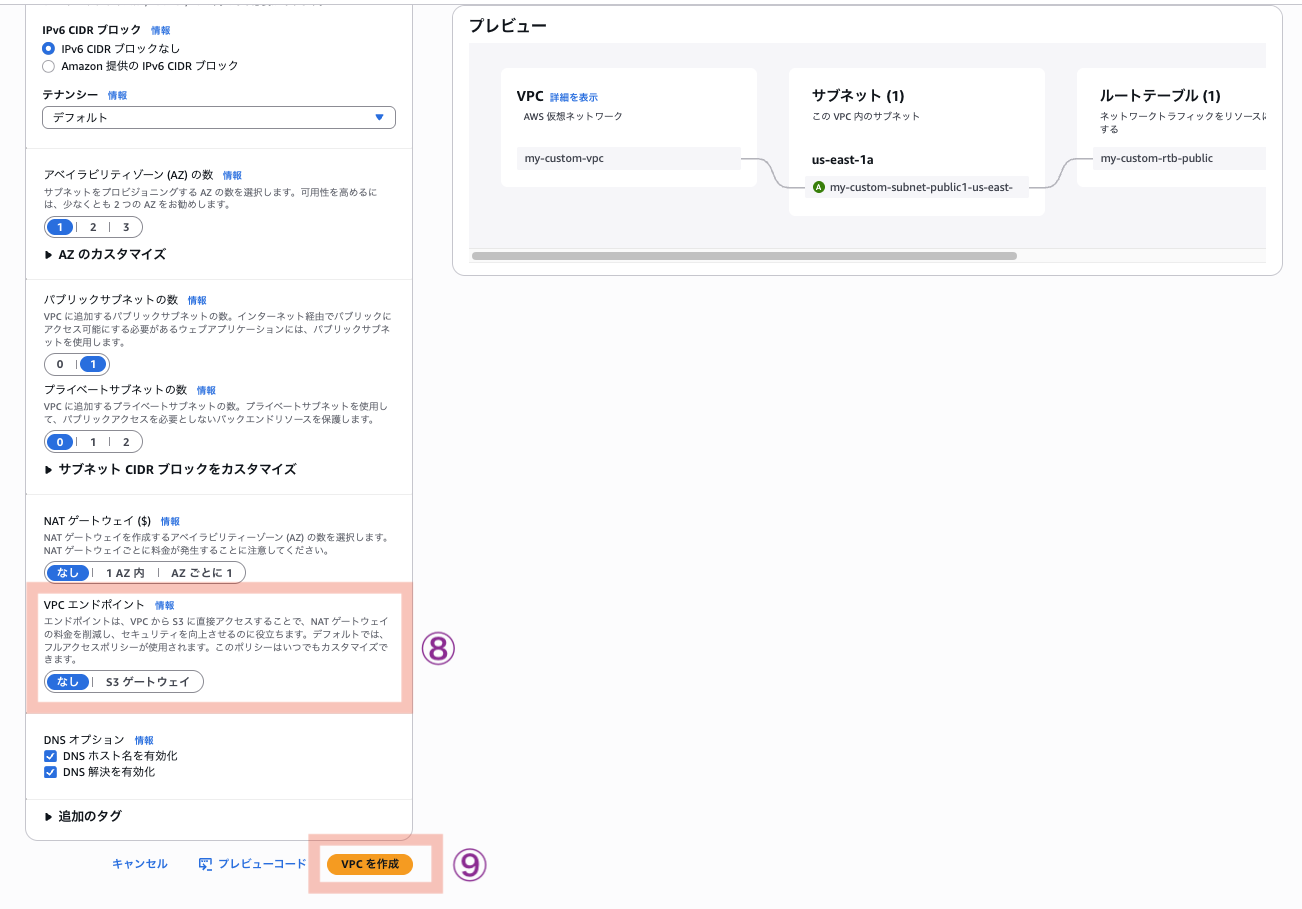 IPv6 CIDR ブロック 情報
IPv6 CIDR ブロックなし
Amazon 提供の IPv6 CIDR ブロック
テナンシー 情報
デフォルト
アベイラビリティゾーン (AZ) の数 情報
サブネットをプロビジョニングする AZ の数を選択します。可用性を高めるに
は、少なくとも 2 つの AZ をお勧めします。
1 2 3
AZ のカスタマイズ
パブリックサブネットの数 情報
VPC に追加するパブリックサブネットの数。インターネット経由でパブリックに
アクセス可能にする必要があるウェブアプリケーションには、パブリックサブネ
ットを使用します。
0 1
プライベートサブネットの数 情報
VPC に追加するプライベートサブネットの数。プライベートサブネットを使用し
て、パブリックアクセスを必要としないバックエンドリソースを保護します。
0 1 2
サブネット CIDR ブロックをカスタマイズ
NAT ゲートウェイ ($) 情報
NAT ゲートウェイを作成するアベイラビリティーゾーン (AZ) の数を選択します。
NAT ゲートウェイごとに料金が発生することに注意してください。
なし 1 AZ 内 AZ ごとに 1
VPC エンドポイント 情報
エンドポイントは、VPC から S3 に直接アクセスすることで、NAT ゲートウェイ
の料金を削減し、セキュリティを向上させるのに役立ちます。デフォルトでは、
フルアクセスポリシーが使用されます。このポリシーはいつでもカスタマイズで
きます。
なし S3 ゲートウェイ
⑧
DNS オプション 情報
DNS ホスト名を有効化
DNS 解決を有効化
追加のタグ
キャンセル プレビューコード VPC を作成
⑨
プレビュー
VPC 詳細を表示
AWS 仮想ネットワーク
my-custom-vpc
サブネット (1)
この VPC 内のサブネット
us-east-1a
A my-custom-subnet-public1-us-east-
ルートテーブル (1)
ネットワークトラフィックをリソースに
する
my-custom-rtb-public